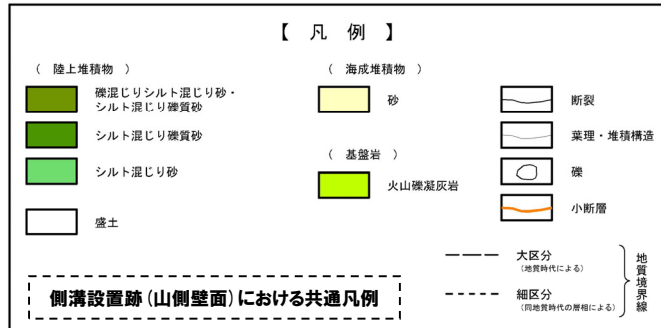 【 凡 例 】
（ 陸上堆積物 ）
礫混じりシルト混じり砂・
シルト混じり礫質砂
シルト混じり礫質砂
シルト混じり砂
盛土
（ 海成堆積物 ）
砂
（ 基盤岩 ）
火山礫凝灰岩
断裂
葉理・堆積構造
礫
小断層
大区分
（地質時代による）
細区分
（同地質時代の層相による）
地質境界線
側溝設置跡(山側壁面)における共通凡例